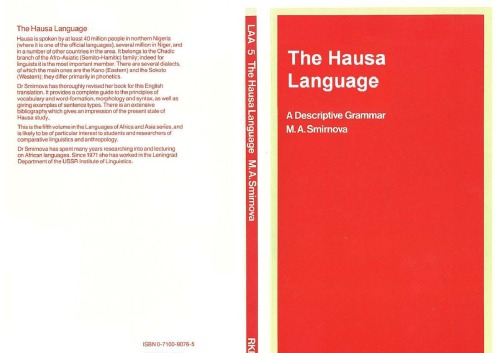 The Hausa Language
Hausa is spoken by at least 40 million people in northern Nigeria
(where it is one of the official languages), several million in Niger, and
in a number of other countries in the area. It belongs to the Chadic
branch of the Afro-Asiatic (Semito-Hamitic) family; indeed for
linguists it is the most important member. There are several dialects,
of which the main ones are the Kano (Eastern) and the Sokoto
(Western); they differ primarily in phonetics.
Dr Smirnova has thoroughly revised her book for this English
translation. It provides a complete guide to the principles of
vocabulary and word-formation, morphology and syntax, as well as
giving examples of sentence types. There is an extensive
bibliography which gives an impression of the present state of
Hausa study.
This is the fifth volume in the Languages of Africa and Asia series, and
is likely to be of particular interest to students and researchers of
comparative linguistics and anthropology.
Dr Smirnova has spent many years researching into and lecturing
on African languages. Since 1971 she has worked in the Leningrad
Department of the USSR Institute of Linguistics.
ISBN 0-7100-9076-5
LAA 5 The Hausa Language M.A. Smirnova RK
The Hausa
Language
A Descriptive Grammar
M.A. Smirnova